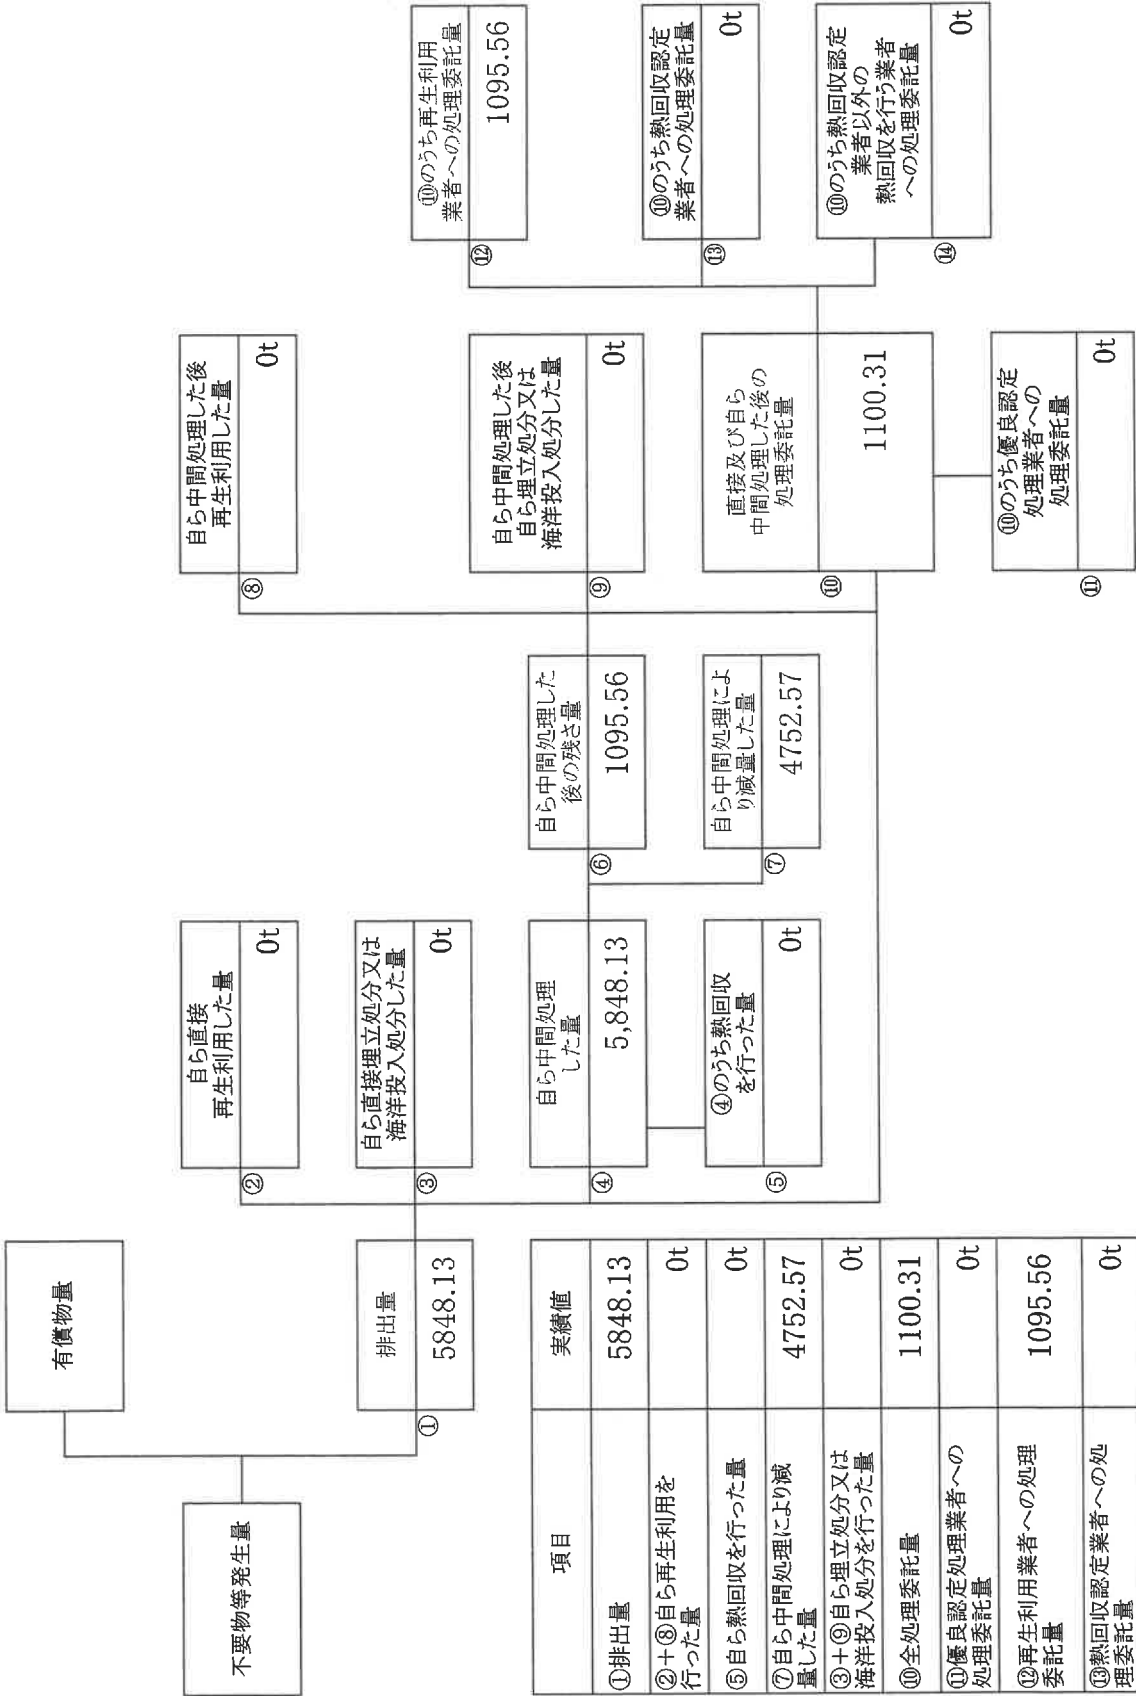 不要物等発生量
有償物量
①
排出量
5848.13
②
自ら直接
再生利用した量
0t
③
自ら直接埋立処分又は
海洋投入処分した量
0t
④
自ら中間処理
した量
5,848.13
⑤
④のうち熱回収
を行った量
0t
⑥
自ら中間処理した
後の残さ量
1095.56
⑦
自ら中間処理によ
り減量した量
4752.57
⑧
自ら中間処理した後
再生利用した量
0t
⑨
自ら中間処理した後
自ら埋立処分又は
海洋投入処分した量
0t
⑩
直接及び自ら
中間処理した後の
処理委託量
1100.31
⑪
⑩のうち優良認定
処理業者への
処理委託量
0t
⑫
⑩のうち再生利用
業者への処理委託量
1095.56
⑬
⑩のうち熱回収認定
業者への処理委託量
0t
⑭
⑩のうち熱回収認定
業者以外の
熱回収を行う業者
への処理委託量
0t
項目 実績値
①排出量 5848.13
②+⑧自ら再生利用を
行った量 0t
⑤自ら熱回収を行った量 0t
⑦自ら中間処理により減
量した量 4752.57
③+⑨自ら埋立処分又は
海洋投入処分を行った量 0t
⑩全処理委託量 1100.31
⑪優良認定処理業者への
処理委託量 0t
⑫再生利用業者への処理
委託量 1095.56
⑬熱回収認定業者への処
理委託量 0t